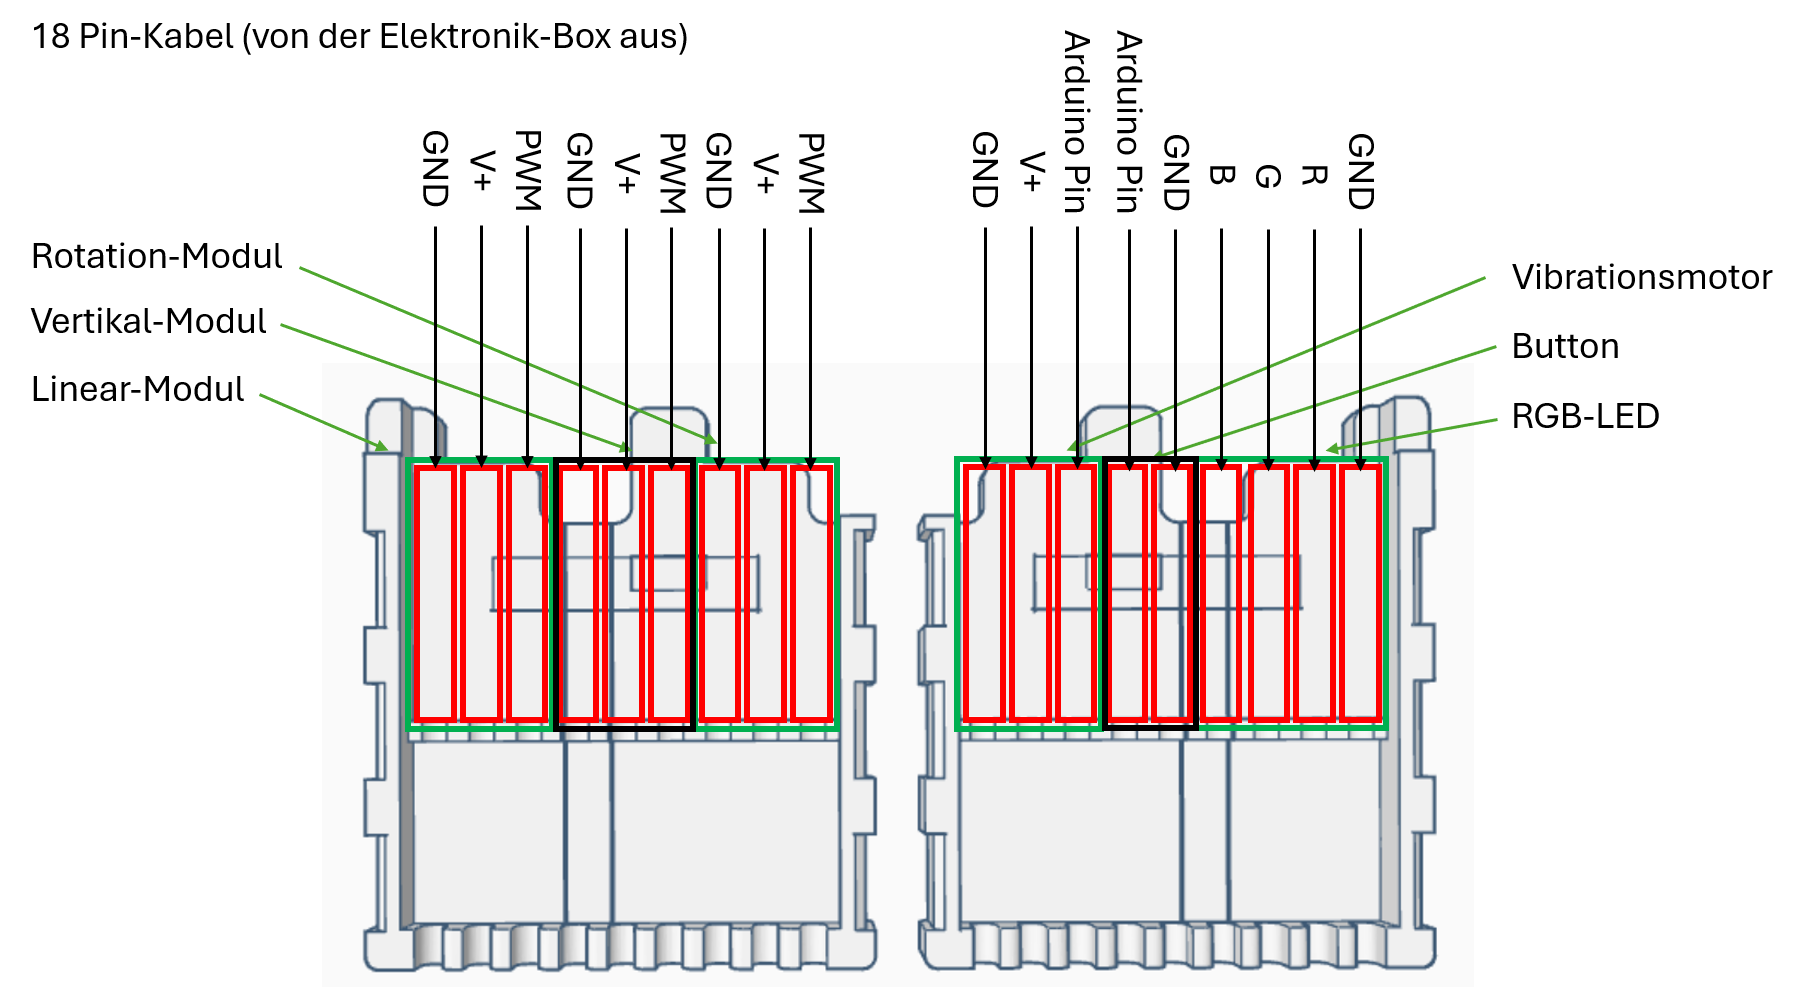 18 Pin-Kabel (von der Elektronik-Box aus)
GND
V+
PWM
GND
V+
PWM
GND
V+
PWM
GND
V+
Arduino Pin
Arduino Pin
GND
B
G
R
GND
Rotation-Modul
Vertikal-Modul
Linear-Modul
Vibrationsmotor
Button
RGB-LED